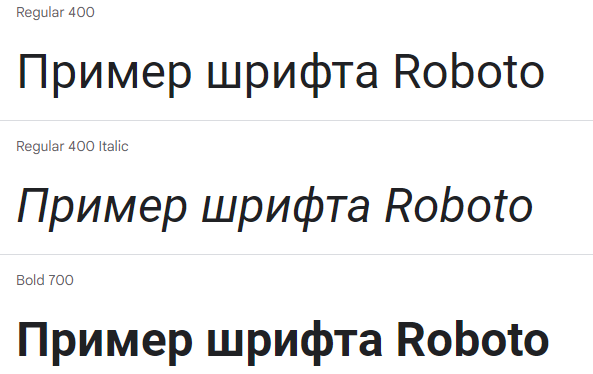 Regular 400
Пример шрифта Roboto
Regular 400 Italic
Пример шрифта Roboto
Bold 700
Пример шрифта Roboto